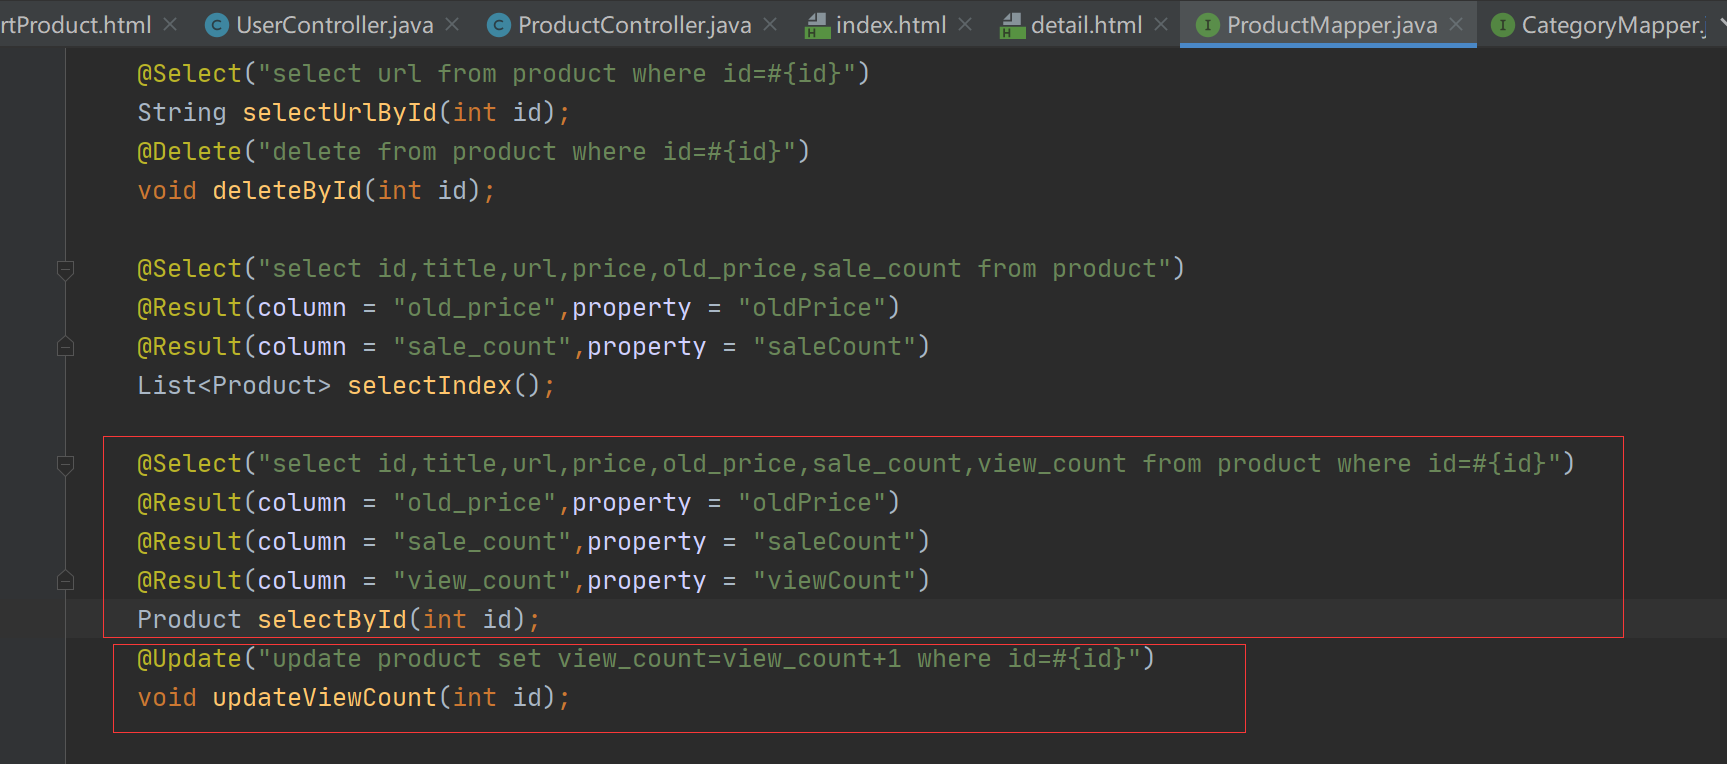 rtProduct.html UserController.java ProductController.java index.html detail.html ProductMapper.java CategoryMapper.j
@Select("select url from product where id=#{id}")
String selectUrlById(int id);
@Delete("delete from product where id=#{id}")
void deleteById(int id);
@Select("select id,title,url,price,old_price,sale_count from product")
@Result(column = "old_price",property = "oldPrice")
@Result(column = "sale_count",property = "saleCount")
List<Product> selectIndex();
@Select("select id,title,url,price,old_price,sale_count,view_count from product where id=#{id}")
@Result(column = "old_price",property = "oldPrice")
@Result(column = "sale_count",property = "saleCount")
@Result(column = "view_count",property = "viewCount")
Product selectById(int id);
@Update("update product set view_count=view_count+1 where id=#{id}")
void updateViewCount(int id);